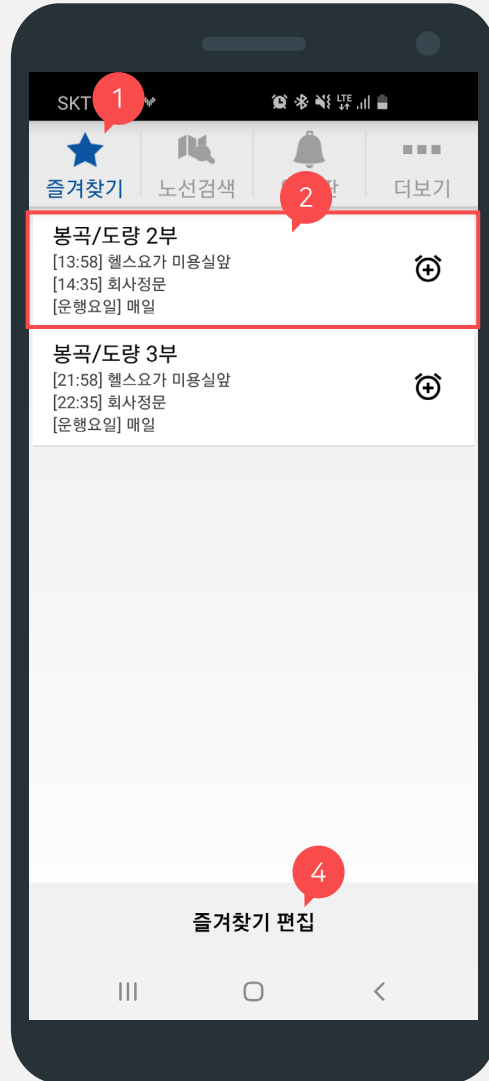 SKT 1 LTE
즐겨찾기 노선검색 판 더보기
2
봉곡/도량 2부
[13:58] 헬스요가 미용실앞
[14:35] 회사정문
[운행요일] 매일
봉곡/도량 3부
[21:58] 헬스요가 미용실앞
[22:35] 회사정문
[운행요일] 매일
4
즐겨찾기 편집